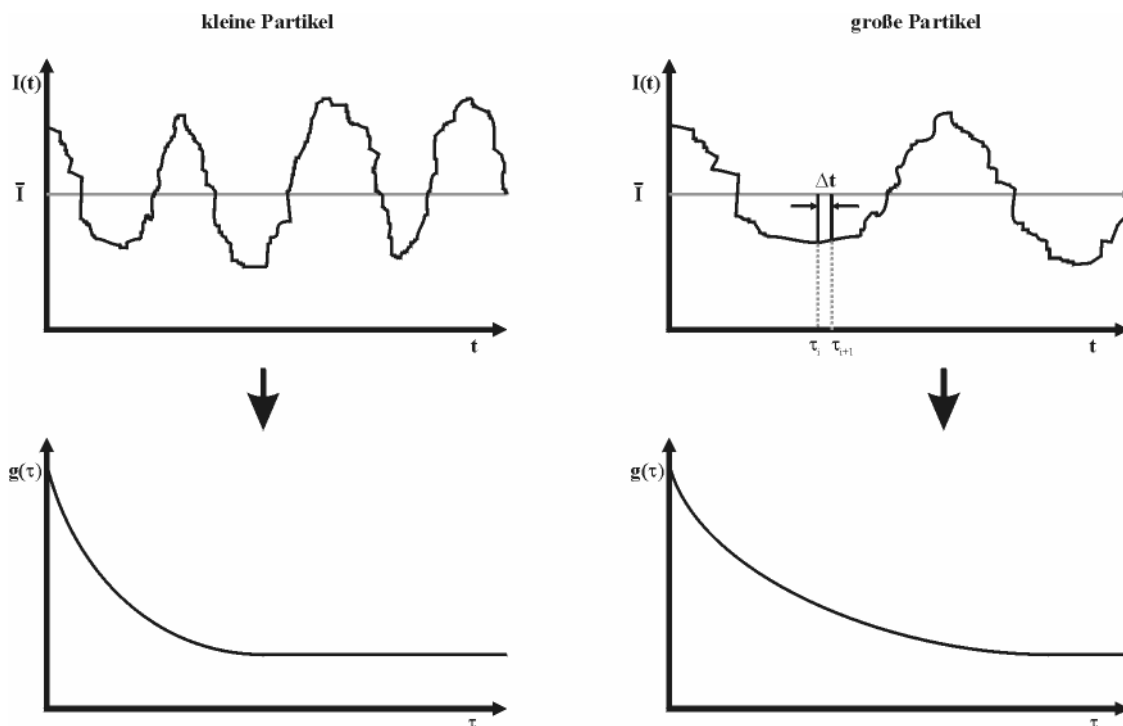 kleine Partikel
I(t)
Ī
t
g(τ)
τ
große Partikel
I(t)
Ī
Δt
τi τi+1
t
g(τ)
τ